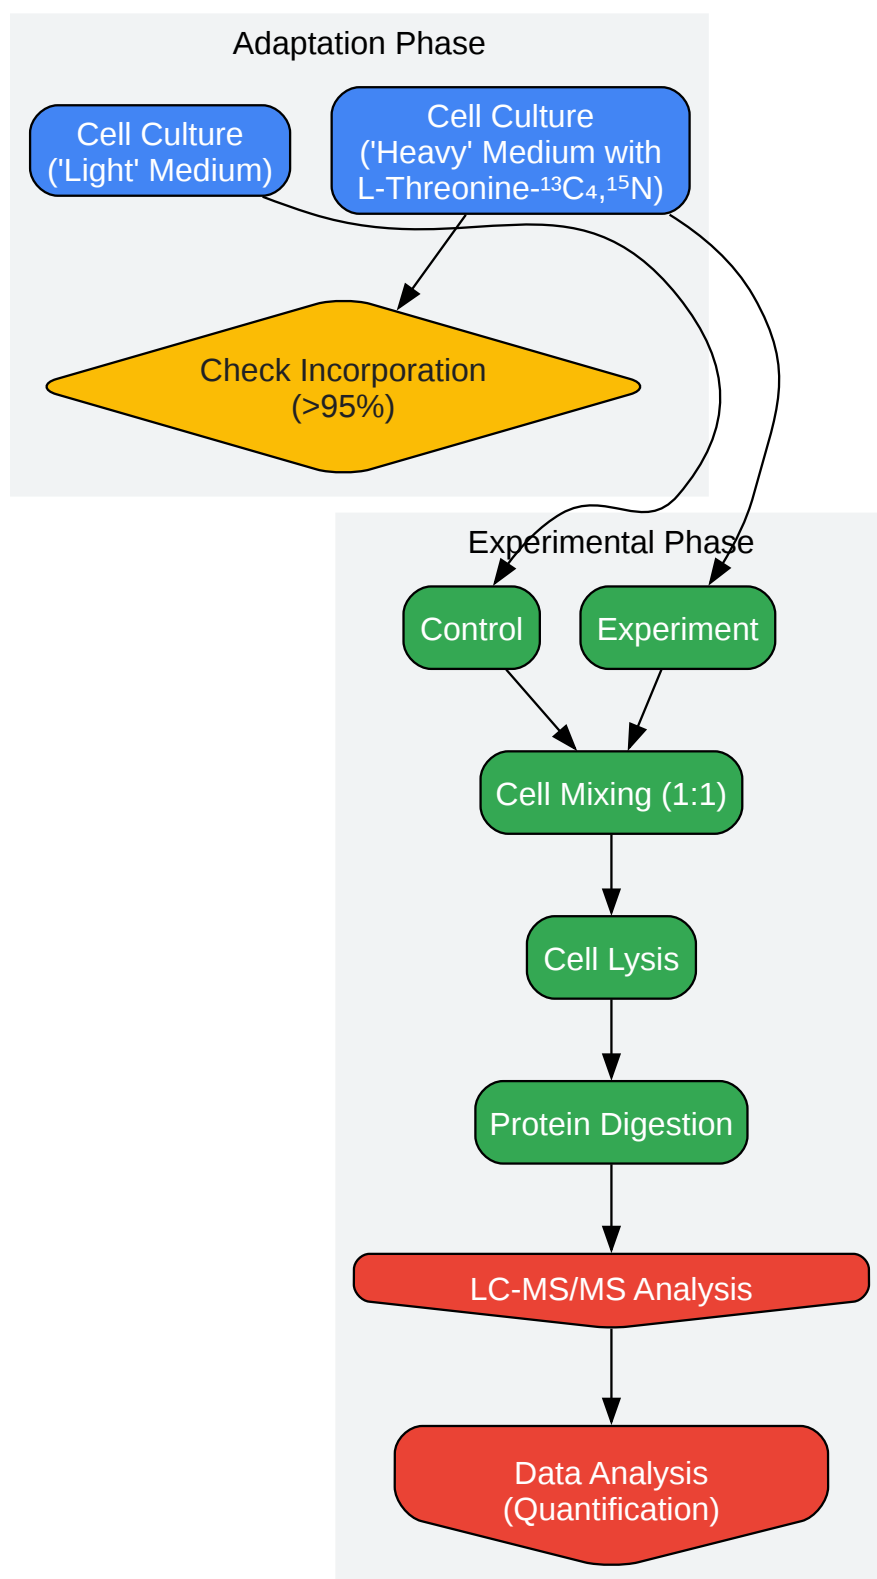 Adaptation Phase
Cell Culture
('Light' Medium)
Cell Culture
('Heavy' Medium with
L-Threonine-¹³C₄,¹⁵N)
Check Incorporation
(>95%)
Experimental Phase
Control
Experiment
Cell Mixing (1:1)
Cell Lysis
Protein Digestion
LC-MS/MS Analysis
Data Analysis
(Quantification)